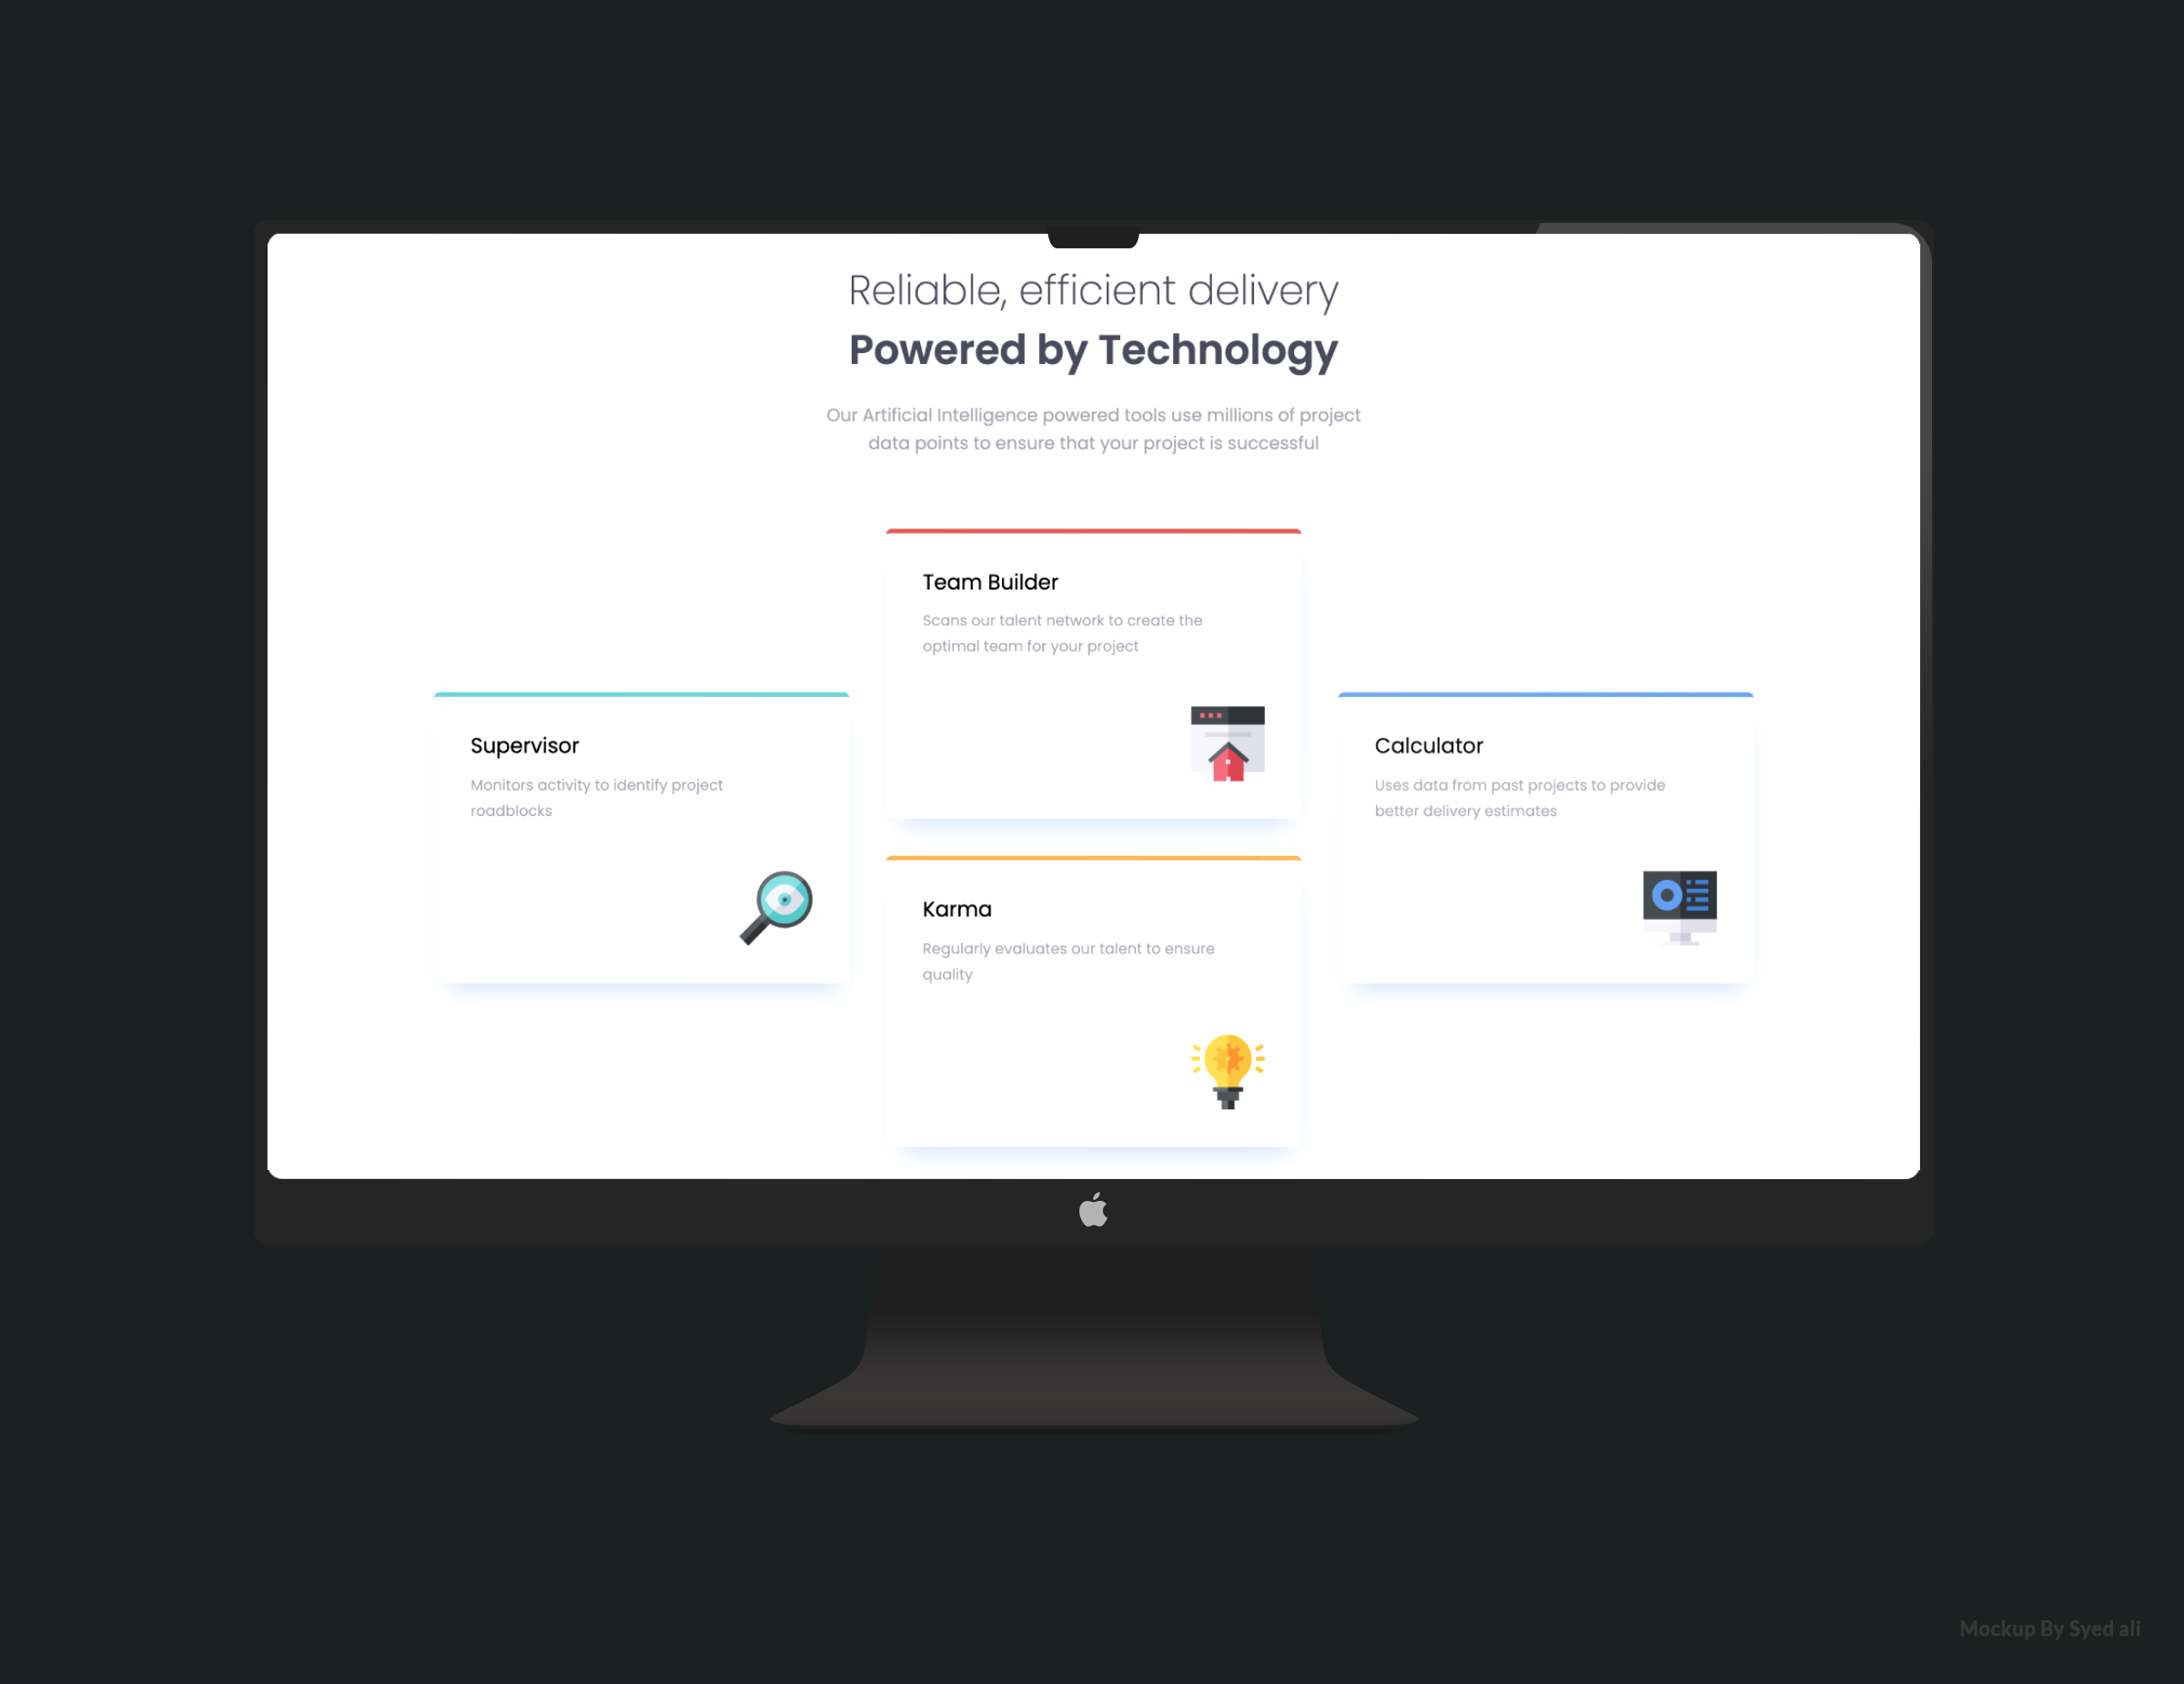 Reliable, efficient delivery
Powered by Technology
Our Artificial Intelligence powered tools use millions of project
data points to ensure that your project is successful
Team Builder
Scans our talent network to create the
optimal team for your project
Supervisor
Monitors activity to identify project
roadblocks
Calculator
Uses data from past projects to provide
better delivery estimates
Karma
Regularly evaluates our talent to ensure
quality
Mockup By Syed ali